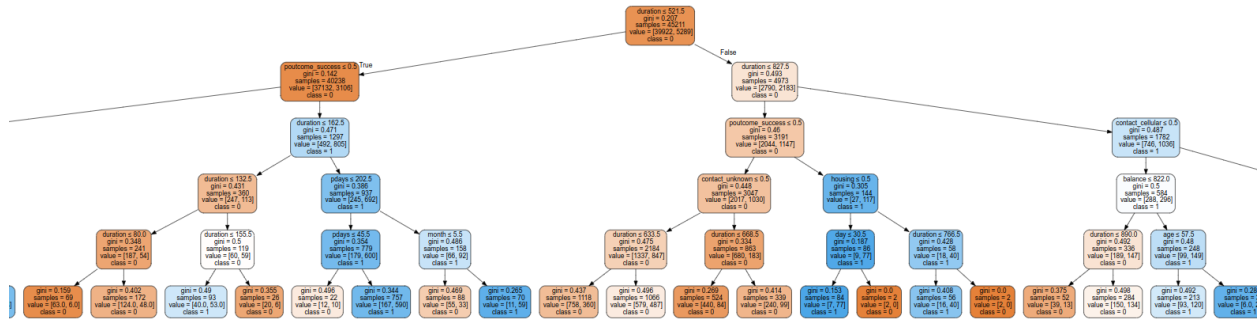 duration ≤ 521.5
gini = 0.207
samples = 45211
value = [39922, 5289]
class = 0
True
False
poutcome_success ≤ 0.5
gini = 0.142
samples = 40238
value = [37132, 3106]
class = 0
duration ≤ 827.5
gini = 0.493
samples = 4973
value = [2790, 2183]
class = 0
duration ≤ 162.5
gini = 0.471
samples = 1297
value = [492, 805]
class = 1
poutcome_success ≤ 0.5
gini = 0.46
samples = 3191
value = [2044, 1147]
class = 0
contact_cellular ≤ 0.5
gini = 0.487
samples = 1782
value = [746, 1036]
class = 1
duration ≤ 132.5
gini = 0.431
samples = 360
value = [247, 113]
class = 0
pdays ≤ 202.5
gini = 0.386
samples = 937
value = [245, 692]
class = 1
contact_unknown ≤ 0.5
gini = 0.448
samples = 3047
value = [2017, 1030]
class = 0
housing ≤ 0.5
gini = 0.305
samples = 144
value = [27, 117]
class = 1
balance ≤ 822.0
gini = 0.5
samples = 584
value = [288, 296]
class = 1
duration ≤ 80.0
gini = 0.348
samples = 241
value = [187, 54]
class = 0
duration ≤ 155.5
gini = 0.5
samples = 119
value = [60, 59]
class = 0
pdays ≤ 45.5
gini = 0.354
samples = 779
value = [179, 600]
class = 1
month ≤ 5.5
gini = 0.486
samples = 158
value = [66, 92]
class = 1
duration ≤ 633.5
gini = 0.475
samples = 2184
value = [1337, 847]
class = 0
duration ≤ 668.5
gini = 0.334
samples = 863
value = [680, 183]
class = 0
day ≤ 30.5
gini = 0.187
samples = 86
value = [9, 77]
class = 1
duration ≤ 766.5
gini = 0.428
samples = 58
value = [18, 40]
class = 1
duration ≤ 890.0
gini = 0.492
samples = 336
value = [189, 147]
class = 0
age ≤ 57.5
gini = 0.48
samples = 248
value = [99, 149]
class = 1
gini = 0.159
samples = 69
value = [63.0, 6.0]
class = 0
gini = 0.402
samples = 172
value = [124.0, 48.0]
class = 0
gini = 0.49
samples = 93
value = [40.0, 53.0]
class = 1
gini = 0.355
samples = 26
value = [20, 6]
class = 0
gini = 0.496
samples = 22
value = [12, 10]
class = 0
gini = 0.344
samples = 757
value = [167, 590]
class = 1
gini = 0.469
samples = 88
value = [55, 33]
class = 0
gini = 0.265
samples = 70
value = [11, 59]
class = 1
gini = 0.437
samples = 1118
value = [758, 360]
class = 0
gini = 0.496
samples = 1066
value = [579, 487]
class = 0
gini = 0.269
samples = 524
value = [440, 84]
class = 0
gini = 0.414
samples = 339
value = [240, 99]
class = 0
gini = 0.153
samples = 84
value = [7, 77]
class = 1
gini = 0.0
samples = 2
value = [2, 0]
class = 0
gini = 0.408
samples = 56
value = [16, 40]
class = 1
gini = 0.0
samples = 2
value = [2, 0]
class = 0
gini = 0.375
samples = 52
value = [39, 13]
class = 0
gini = 0.498
samples = 284
value = [150, 134]
class = 0
gini = 0.492
samples = 213
value = [93, 120]
class = 1
gini = 0.28
samples =
value = [6.0,
class = 1